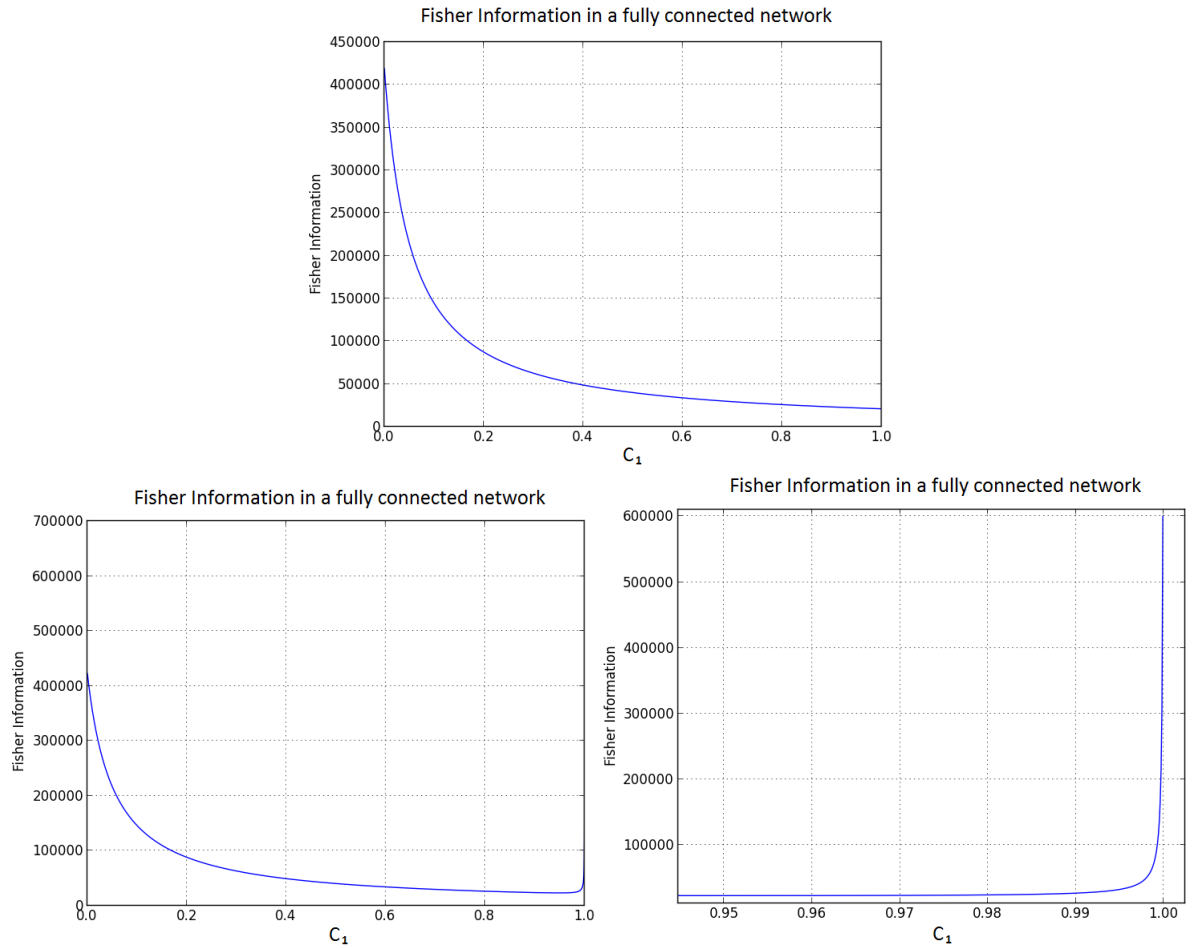 Fisher Information in a fully connected network
450000
400000
350000
300000
250000
200000
150000
100000
50000
0
Fisher Information
0.0 0.2 0.4 0.6 0.8 1.0
C₁
Fisher Information in a fully connected network
700000
600000
500000
400000
300000
200000
100000
0
Fisher Information
0.0 0.2 0.4 0.6 0.8 1.0
C₁
Fisher Information in a fully connected network
600000
500000
400000
300000
200000
100000
Fisher Information
0.95 0.96 0.97 0.98 0.99 1.00
C₁